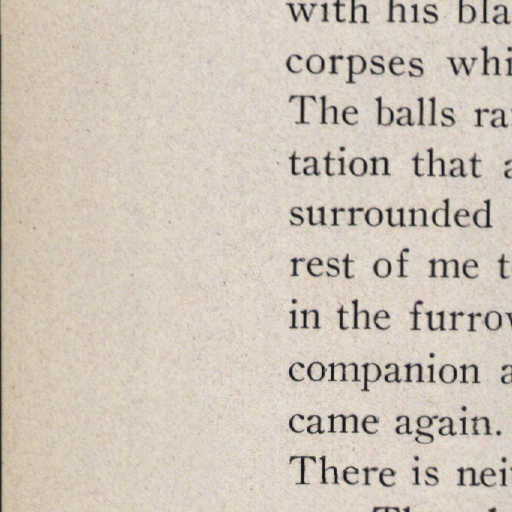 with his bla
corpses whi
The balls ra
tation that a
surrounded
rest of me t
in the furrow
companion a
came again.
There is nei